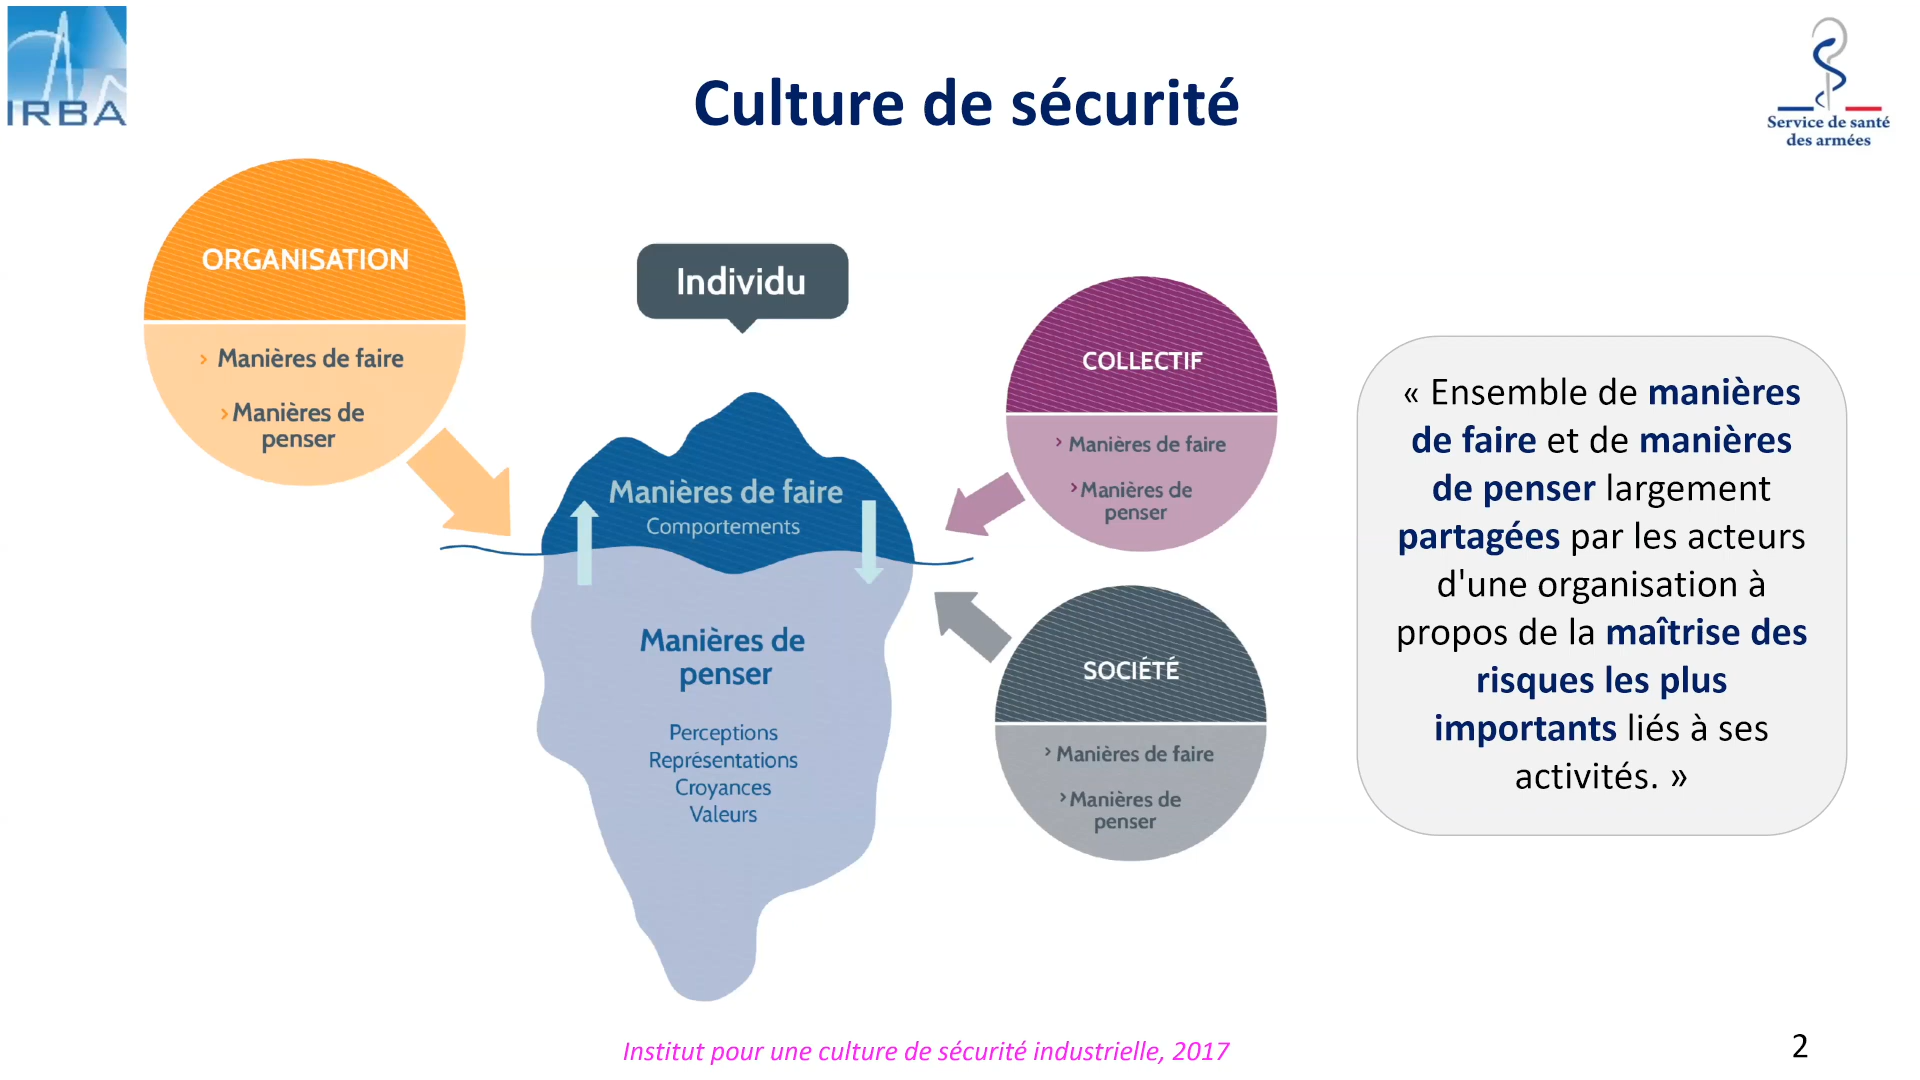 IRBA
Service de santé
des armées
Culture de sécurité
ORGANISATION
› Manières de faire
› Manières de
penser
Individu
Manières de faire
Comportements
Manières de
penser
Perceptions
Représentations
Croyances
Valeurs
COLLECTIF
› Manières de faire
› Manières de
penser
SOCIÉTÉ
› Manières de faire
› Manières de
penser
« Ensemble de manières
de faire et de manières
de penser largement
partagées par les acteurs
d'une organisation à
propos de la maîtrise des
risques les plus
importants liés à ses
activités. »
Institut pour une culture de sécurité industrielle, 2017
2